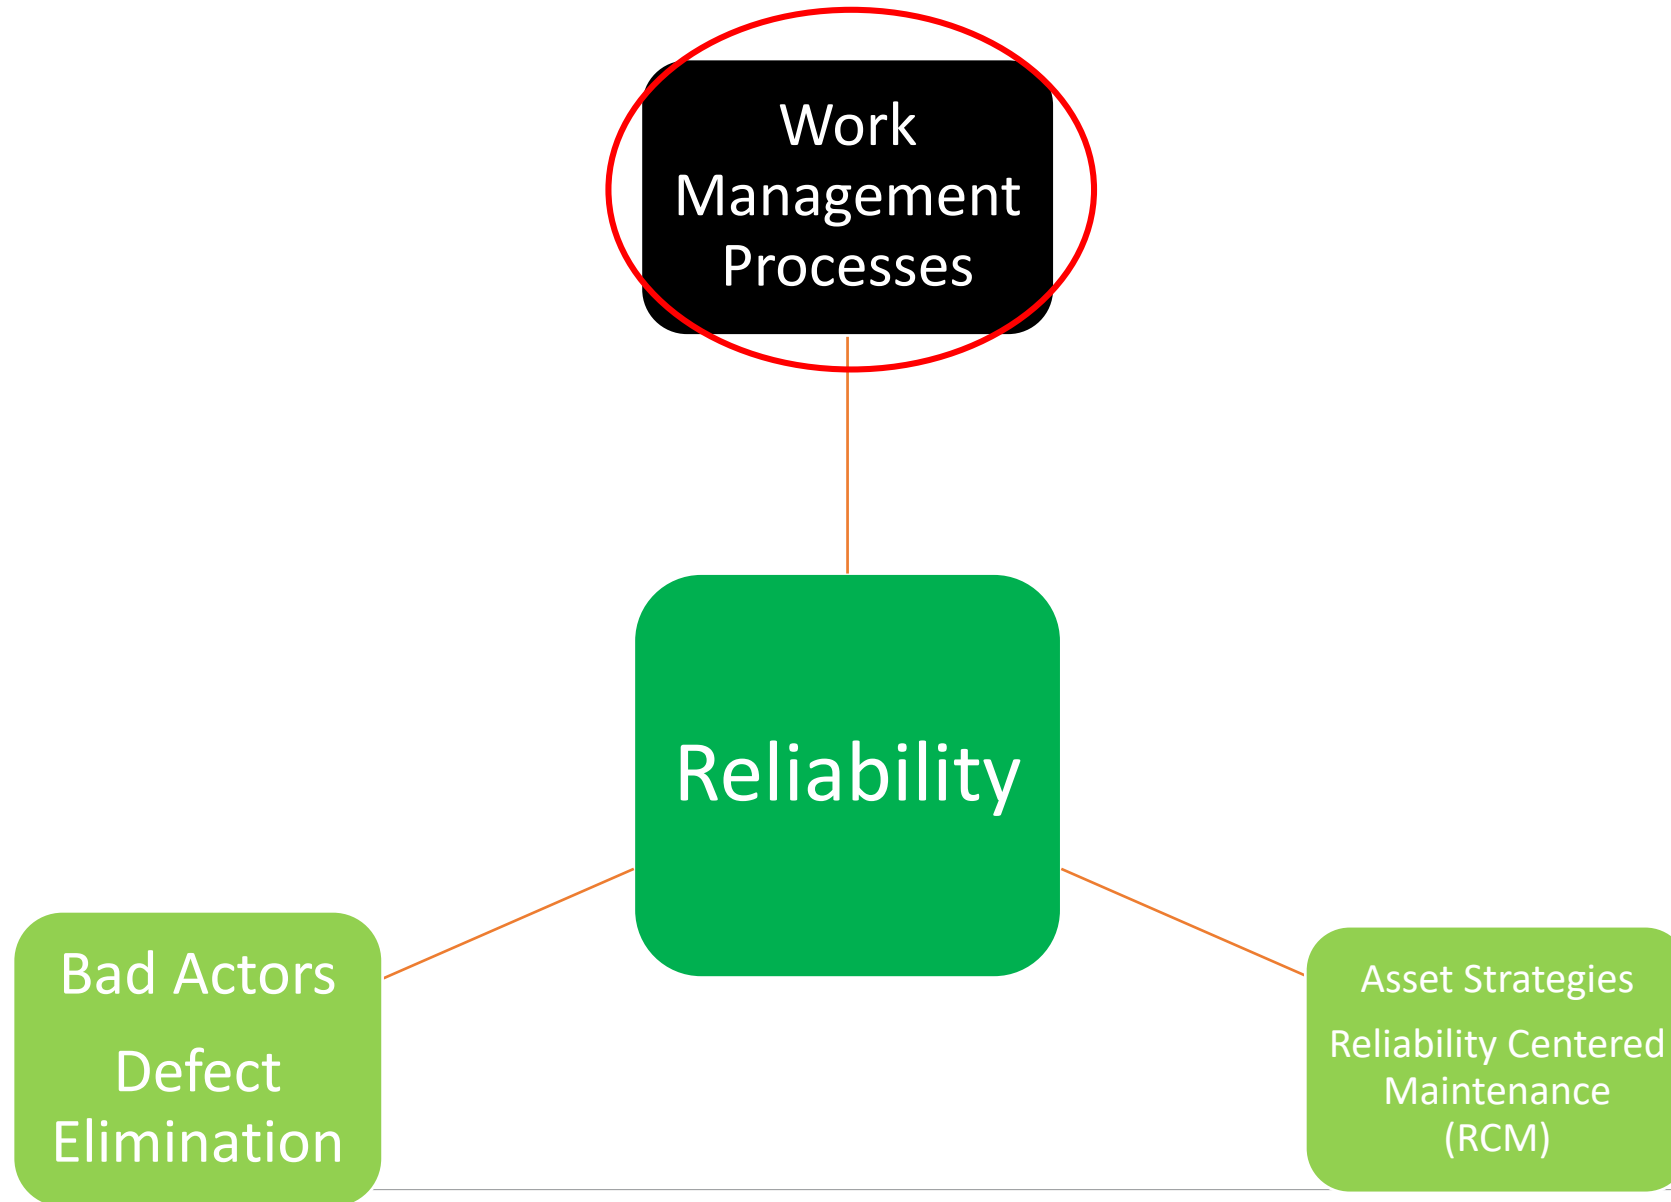 Work
Management
Processes
Reliability
Bad Actors
Defect
Elimination
Asset Strategies
Reliability Centered
Maintenance
(RCM)